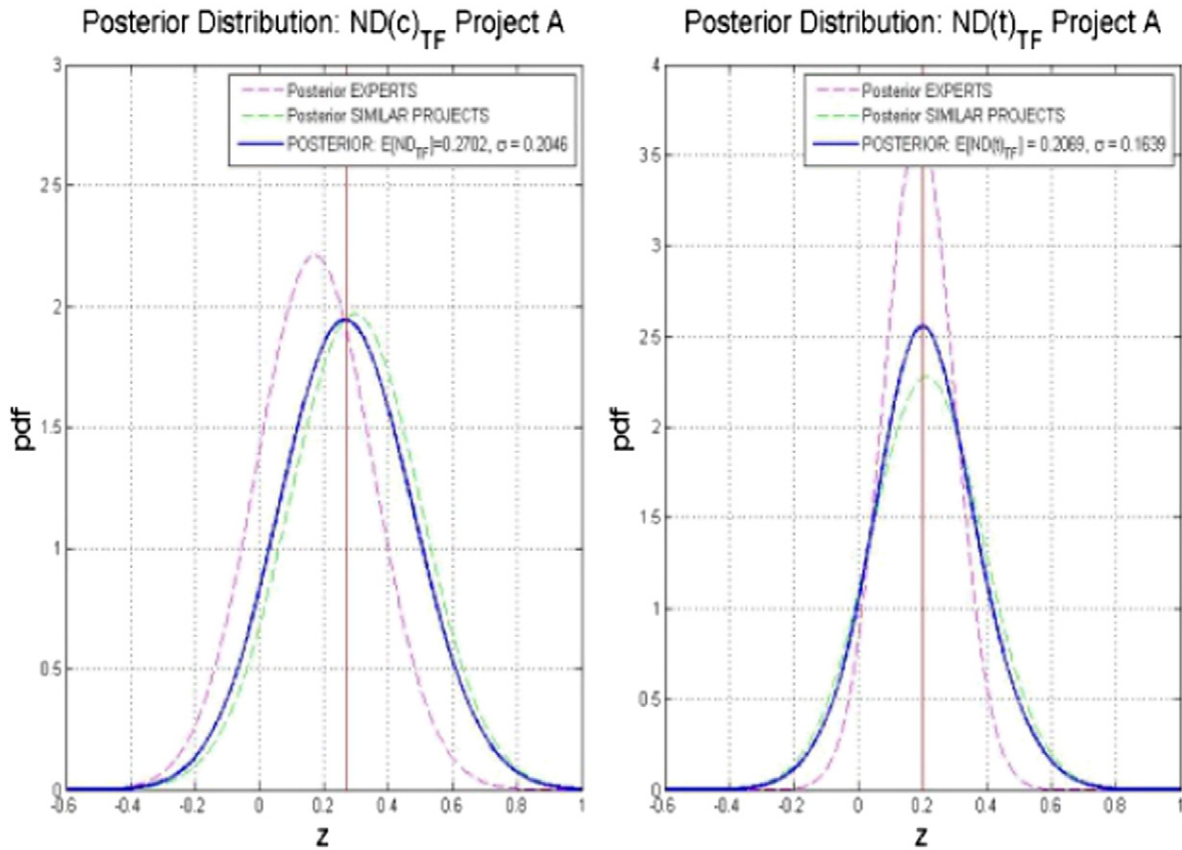 Posterior Distribution: ND(c)TF Project A
3
2.5
2
1.5
1
0.5
0
-0.6 -0.4 -0.2 0 0.2 0.4 0.6 0.8 1
pdf
z
Posterior EXPERTS
Posterior SIMILAR PROJECTS
POSTERIOR: E[NDTF]=0.2702, σ = 0.2046
Posterior Distribution: ND(t)TF Project A
4
3.5
3
2.5
2
1.5
1
0.5
0
-0.6 -0.4 -0.2 0 0.2 0.4 0.6 0.8 1
pdf
z
Posterior EXPERTS
Posterior SIMILAR PROJECTS
POSTERIOR: E[ND(t)TF] = 0.2069, σ = 0.1639